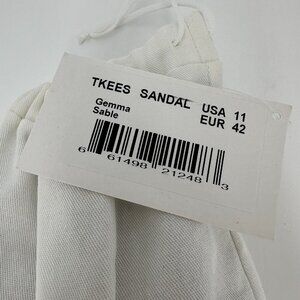 TKEES SANDAL USA 11
Gemma EUR 42
Sable
6 61498 21248 3